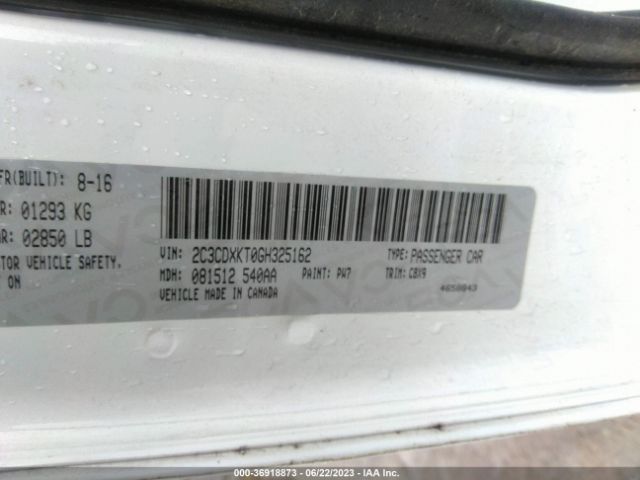 FR(BUILT): 8-16
R: 01293 KG
R: 02850 LB
TOR VEHICLE SAFETY.
E ON
VIN: 2C3CDXKT0GH325162
TYPE: PASSENGER CAR
MDH: 081512 540AA
PAINT: PW7
TRIM: CBX9
VEHICLE MADE IN CANADA
4658843
000-36918873 - 06/22/2023 - IAA Inc.